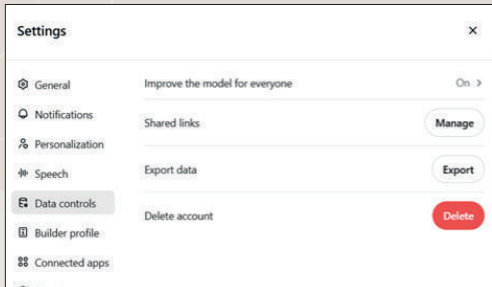 Settings
General
Notifications
Personalization
Speech
Data controls
Builder profile
Connected apps
Improve the model for everyone On
Shared links Manage
Export data Export
Delete account Delete